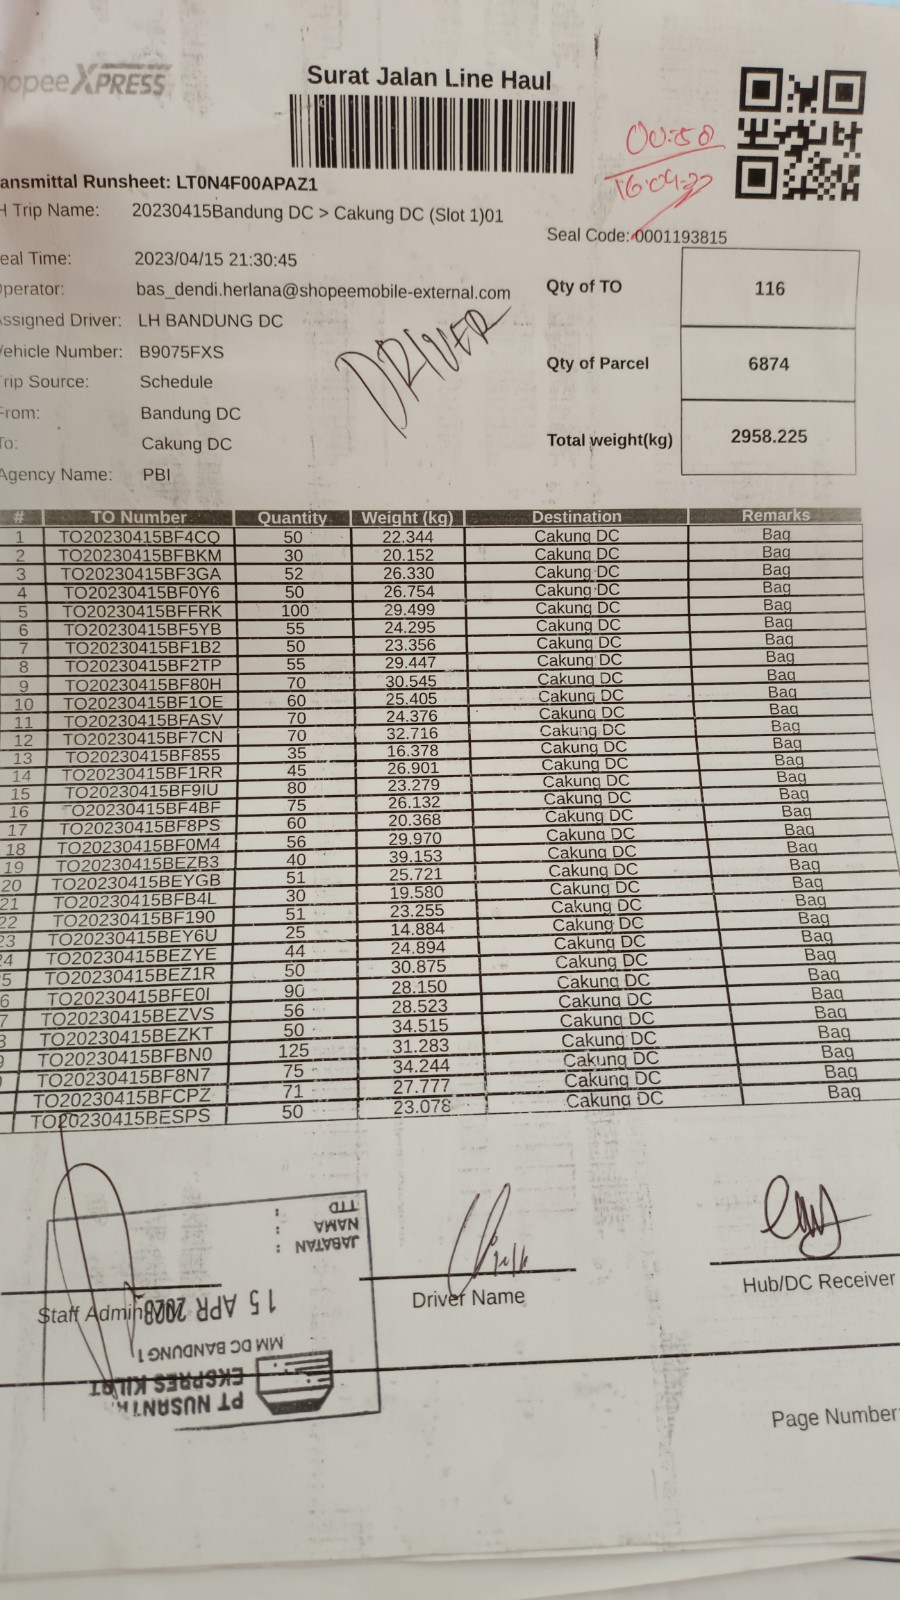 opee XPRESS
Surat Jalan Line Haul
00:58
16.04.23
ansmittal Runsheet: LT0N4F00APAZ1
H Trip Name: 20230415Bandung DC > Cakung DC (Slot 1)01
Seal Code: 0001193815
eal Time: 2023/04/15 21:30:45
perator: bas_dendi.herlana@shopeemobile-external.com
Assigned Driver: LH BANDUNG DC
Vehicle Number: B9075FXS
rip Source: Schedule
From: Bandung DC
To: Cakung DC
Agency Name: PBI
DRIVER
Qty of TO 116
Qty of Parcel 6874
Total weight(kg) 2958.225
# TO Number Quantity Weight (kg) Destination Remarks
1 TO20230415BF4CQ 50 22.344 Cakung DC Bag
2 TO20230415BFBKM 30 20.152 Cakung DC Bag
3 TO20230415BF3GA 52 26.330 Cakung DC Bag
4 TO20230415BF0Y6 50 26.754 Cakung DC Bag
5 TO20230415BFFRK 100 29.499 Cakung DC Bag
6 TO20230415BF5YB 55 24.295 Cakung DC Bag
7 TO20230415BF1B2 50 23.356 Cakung DC Bag
8 TO20230415BF2TP 55 29.447 Cakung DC Bag
9 TO20230415BF80H 70 30.545 Cakung DC Bag
10 TO20230415BF1OE 60 25.405 Cakung DC Bag
11 TO20230415BFASV 70 24.376 Cakung DC Bag
12 TO20230415BF7CN 70 32.716 Cakung DC Bag
13 TO20230415BF855 35 16.378 Cakung DC Bag
14 TO20230415BF1RR 45 26.901 Cakung DC Bag
15 TO20230415BF9IU 80 23.279 Cakung DC Bag
16 TO20230415BF4BF 75 26.132 Cakung DC Bag
17 TO20230415BF8PS 60 20.368 Cakung DC Bag
18 TO20230415BF0M4 56 29.970 Cakung DC Bag
19 TO20230415BEZB3 40 39.153 Cakung DC Bag
20 TO20230415BEYGB 51 25.721 Cakung DC Bag
21 TO20230415BFB4L 30 19.580 Cakung DC Bag
22 TO20230415BF190 51 23.255 Cakung DC Bag
23 TO20230415BEY6U 25 14.884 Cakung DC Bag
24 TO20230415BEZYE 44 24.894 Cakung DC Bag
5 TO20230415BEZ1R 50 30.875 Cakung DC Bag
6 TO20230415BFE0I 90 28.150 Cakung DC Bag
7 TO20230415BEZVS 56 28.523 Cakung DC Bag
8 TO20230415BEZKT 50 34.515 Cakung DC Bag
9 TO20230415BFBN0 125 31.283 Cakung DC Bag
TO20230415BF8N7 75 34.244 Cakung DC Bag
TO20230415BFCPZ 71 27.777 Cakung DC Bag
TO20230415BESPS 50 23.078 Cakung DC Bag
Staff Admin
Driver Name
Hub/DC Receiver
PT NUSANTA
EKSPRES KILAT
MM DC BANDUNG 1
15 APR 2023
JABATAN :
NAMA :
TTD :
Page Number: